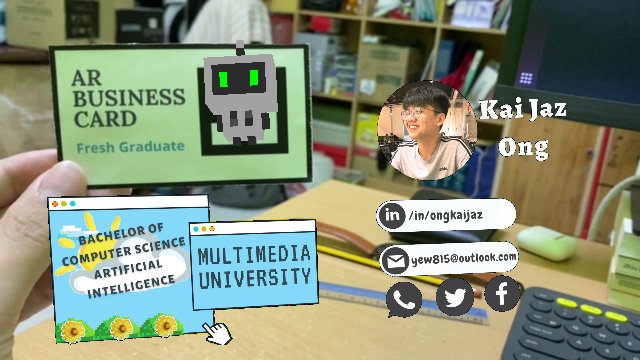 AR
BUSINESS
CARD
Fresh Graduate
Kai Jaz
Ong
in /in/ongkaijaz
yew815@outlook.com
BACHELOR OF
COMPUTER SCIENCE
ARTIFICIAL
INTELLIGENCE
MULTIMEDIA
UNIVERSITY